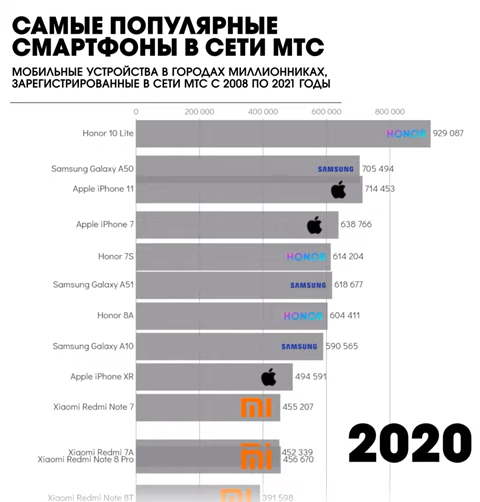 САМЫЕ ПОПУЛЯРНЫЕ
СМАРТФОНЫ В СЕТИ МТС
МОБИЛЬНЫЕ УСТРОЙСТВА В ГОРОДАХ МИЛЛИОННИКАХ,
ЗАРЕГИСТРИРОВАННЫЕ В СЕТИ МТС С 2008 ПО 2021 ГОДЫ
0 200 000 400 000 600 000 800 000
Honor 10 Lite HONOR 929 087
Samsung Galaxy A50 SAMSUNG 705 494
Apple iPhone 11 714 453
Apple iPhone 7 638 766
Honor 7S HONOR 614 204
Samsung Galaxy A51 SAMSUNG 618 677
Honor 8A HONOR 604 411
Samsung Galaxy A10 SAMSUNG 590 565
Apple iPhone XR 494 591
Xiaomi Redmi Note 7 mi 455 207
Xiaomi Redmi 7A 452 339
Xiaomi Redmi Note 8 Pro mi 456 670
Xiaomi Redmi Note 8T mi 391 598
2020